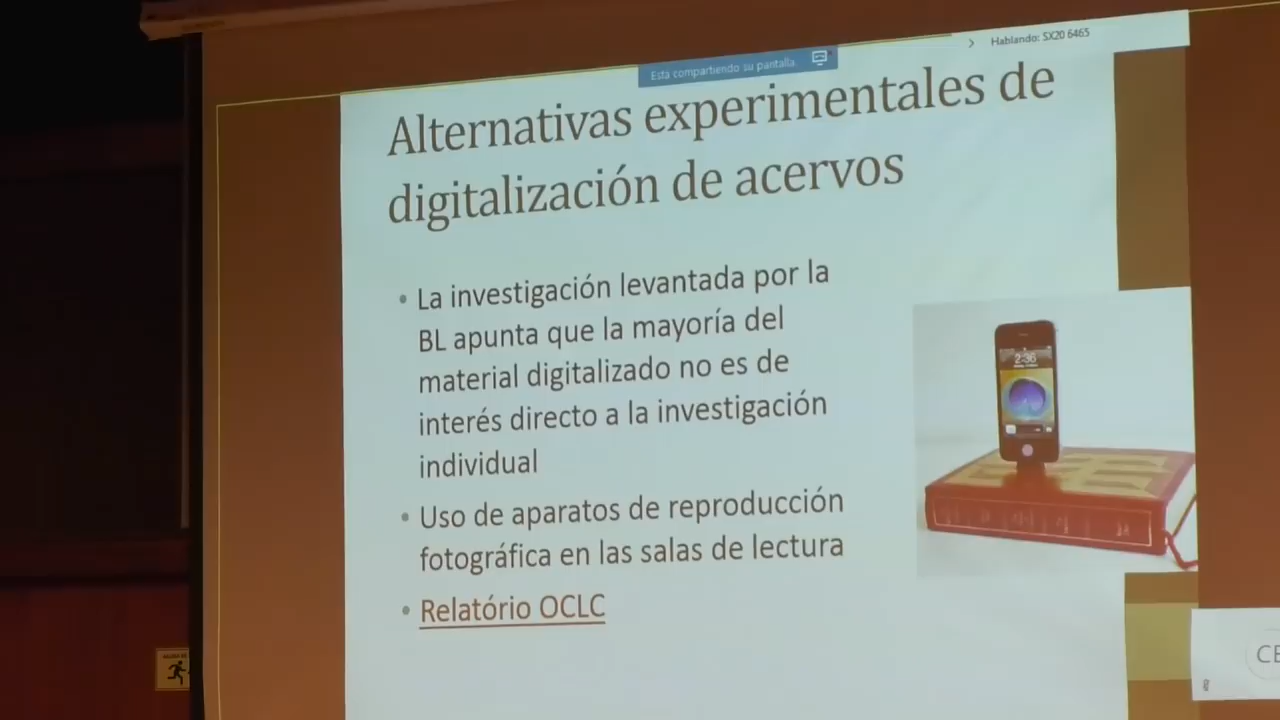 Hablando: SX20 6465
Esta compartiendo su pantalla.
Alternativas experimentales de
digitalización de acervos
• La investigación levantada por la
BL apunta que la mayoría del
material digitalizado no es de
interés directo a la investigación
individual
• Uso de aparatos de reproducción
fotográfica en las salas de lectura
• Relatório OCLC
2:36
CE